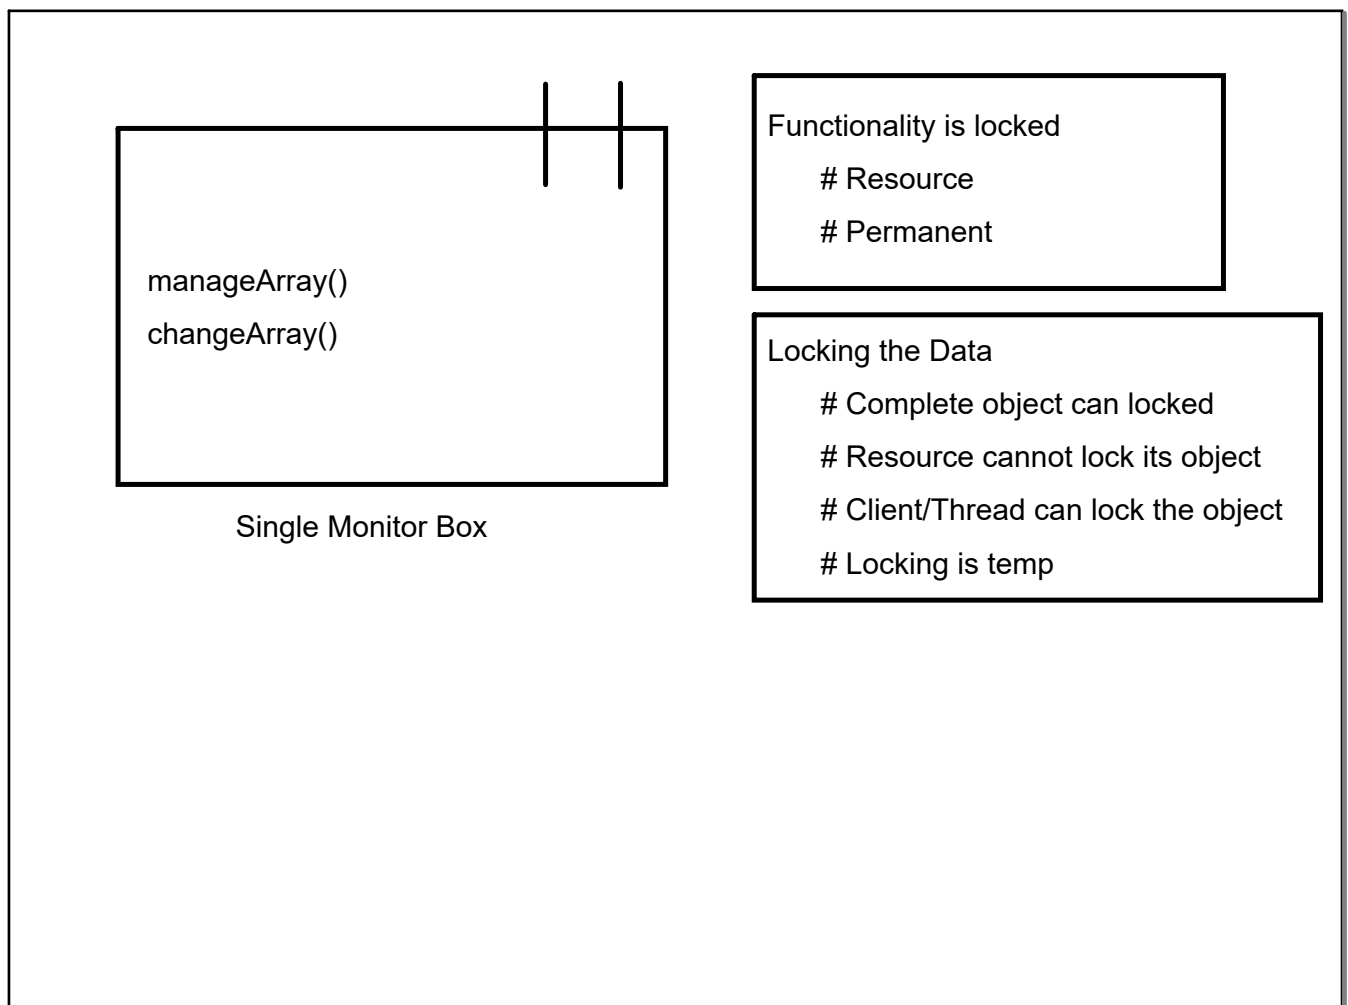 manageArray()
changeArray()
Single Monitor Box
Functionality is locked
# Resource
# Permanent
Locking the Data
# Complete object can locked
# Resource cannot lock its object
# Client/Thread can lock the object
# Locking is temp